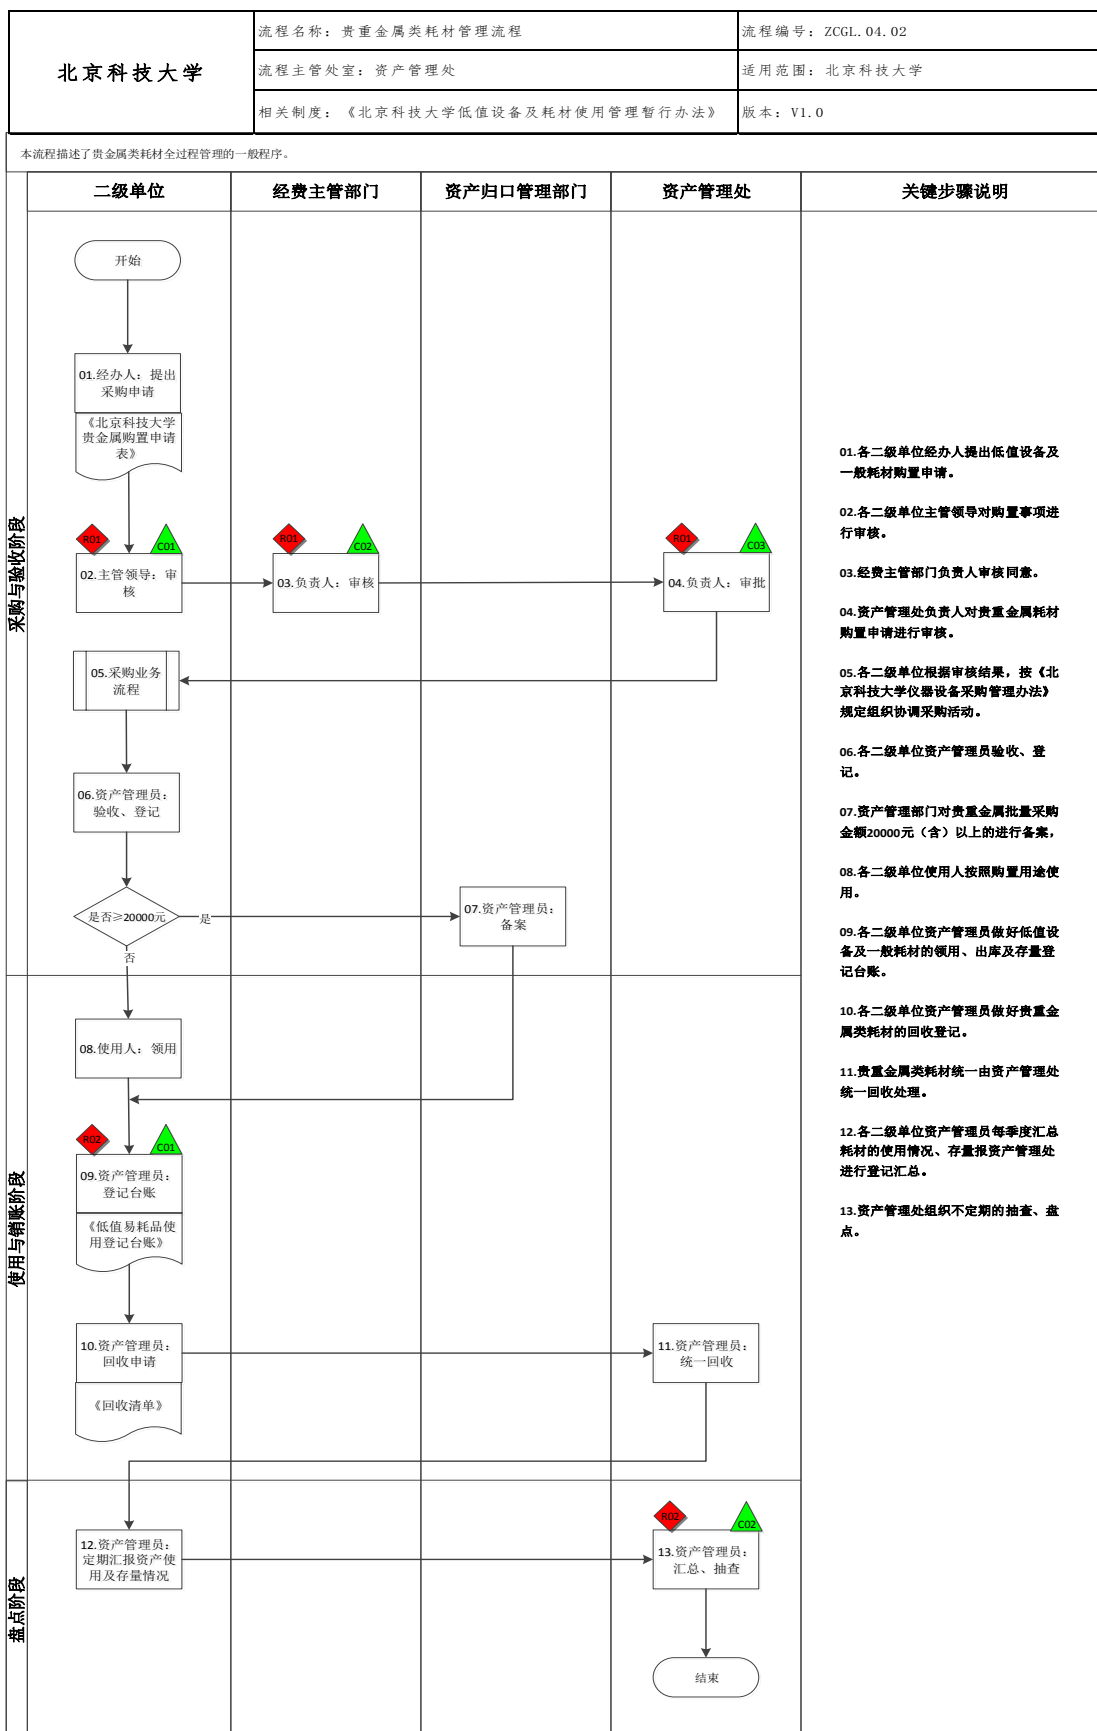 北京科技大学
流程名称：贵重金属类耗材管理流程
流程编号：ZCGL.04.02
流程主管处室：资产管理处
适用范围：北京科技大学
相关制度：《北京科技大学低值设备及耗材使用管理暂行办法》
版本：V1.0
本流程描述了贵金属类耗材全过程管理的一般程序。
二级单位
经费主管部门
资产归口管理部门
资产管理处
关键步骤说明
采购与验收阶段
开始
01.经办人：提出
采购申请
《北京科技大学
贵金属购置申请
表》
R01
C01
02.主管领导：审
核
R01
C02
03.负责人：审核
R01
C03
04.负责人：审批
05.采购业务
流程
06.资产管理员：
验收、登记
是否≥20000元
是
否
07.资产管理员：
备案
使用与销账阶段
08.使用人：领用
R02
C01
09.资产管理员：
登记台账
《低值易耗品使
用登记台账》
10.资产管理员：
回收申请
《回收清单》
11.资产管理员：
统一回收
盘点阶段
12.资产管理员：
定期汇报资产使
用及存量情况
R02
C02
13.资产管理员：
汇总、抽查
结束
01.各二级单位经办人提出低值设备及
一般耗材购置申请。
02.各二级单位主管领导对购置事项进
行审核。
03.经费主管部门负责人审核同意。
04.资产管理处负责人对贵重金属耗材
购置申请进行审核。
05.各二级单位根据审核结果，按《北
京科技大学仪器设备采购管理办法》
规定组织协调采购活动。
06.各二级单位资产管理员验收、登
记。
07.资产管理部门对贵重金属批量采购
金额20000元（含）以上的进行备案，
08.各二级单位使用人按照购置用途使
用。
09.各二级单位资产管理员做好低值设
备及一般耗材的领用、出库及存量登
记台账。
10.各二级单位资产管理员做好贵重金
属类耗材的回收登记。
11.贵重金属类耗材统一由资产管理处
统一回收处理。
12.各二级单位资产管理员每季度汇总
耗材的使用情况、存量报资产管理处
进行登记汇总。
13.资产管理处组织不定期的抽查、盘
点。